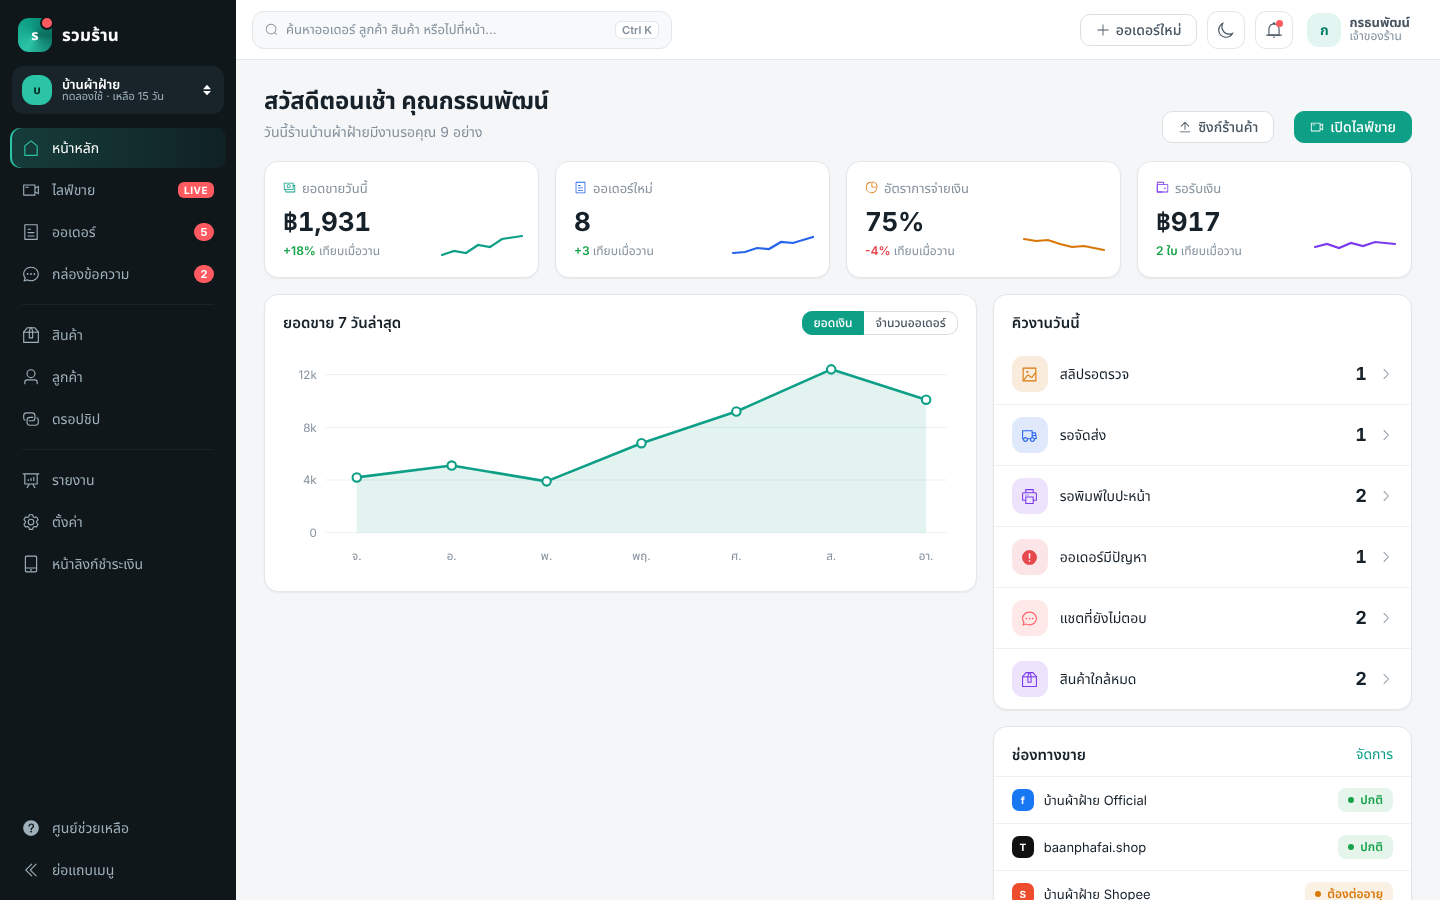 ร
รวมร้าน
ค้นหาออเดอร์ ลูกค้า สินค้า หรือไปที่หน้า...
Ctrl K
ออเดอร์ใหม่
ก
กรธนพัฒน์
เจ้าของร้าน
บ
บ้านผ้าฝ้าย
ทดลองใช้ · เหลือ 15 วัน
หน้าหลัก
ไลฟ์ขาย
LIVE
ออเดอร์
5
กล่องข้อความ
2
สินค้า
ลูกค้า
ดรอปชิป
รายงาน
ตั้งค่า
หน้าลิงก์ชำระเงิน
ศูนย์ช่วยเหลือ
ย่อแถบเมนู
สวัสดีตอนเช้า คุณกรธนพัฒน์
วันนี้ร้านบ้านผ้าฝ้ายมีงานรอคุณ 9 อย่าง
ซิงก์ร้านค้า
เปิดไลฟ์ขาย
ยอดขายวันนี้
฿1,931
+18% เทียบเมื่อวาน
ออเดอร์ใหม่
8
+3 เทียบเมื่อวาน
อัตราการจ่ายเงิน
75%
-4% เทียบเมื่อวาน
รอรับเงิน
฿917
2 ใบ เทียบเมื่อวาน
ยอดขาย 7 วันล่าสุด
ยอดเงิน
จำนวนออเดอร์
12k
8k
4k
0
จ.
อ.
พ.
พฤ.
ศ.
ส.
อา.
คิวงานวันนี้
สลิปรอตรวจ
1
รอจัดส่ง
1
รอพิมพ์ใบปะหน้า
2
ออเดอร์มีปัญหา
1
แชตที่ยังไม่ตอบ
2
สินค้าใกล้หมด
2
ช่องทางขาย
จัดการ
f
บ้านผ้าฝ้าย Official
ปกติ
T
baanphafai.shop
ปกติ
S
บ้านผ้าฝ้าย Shopee
ต้องต่ออายุ